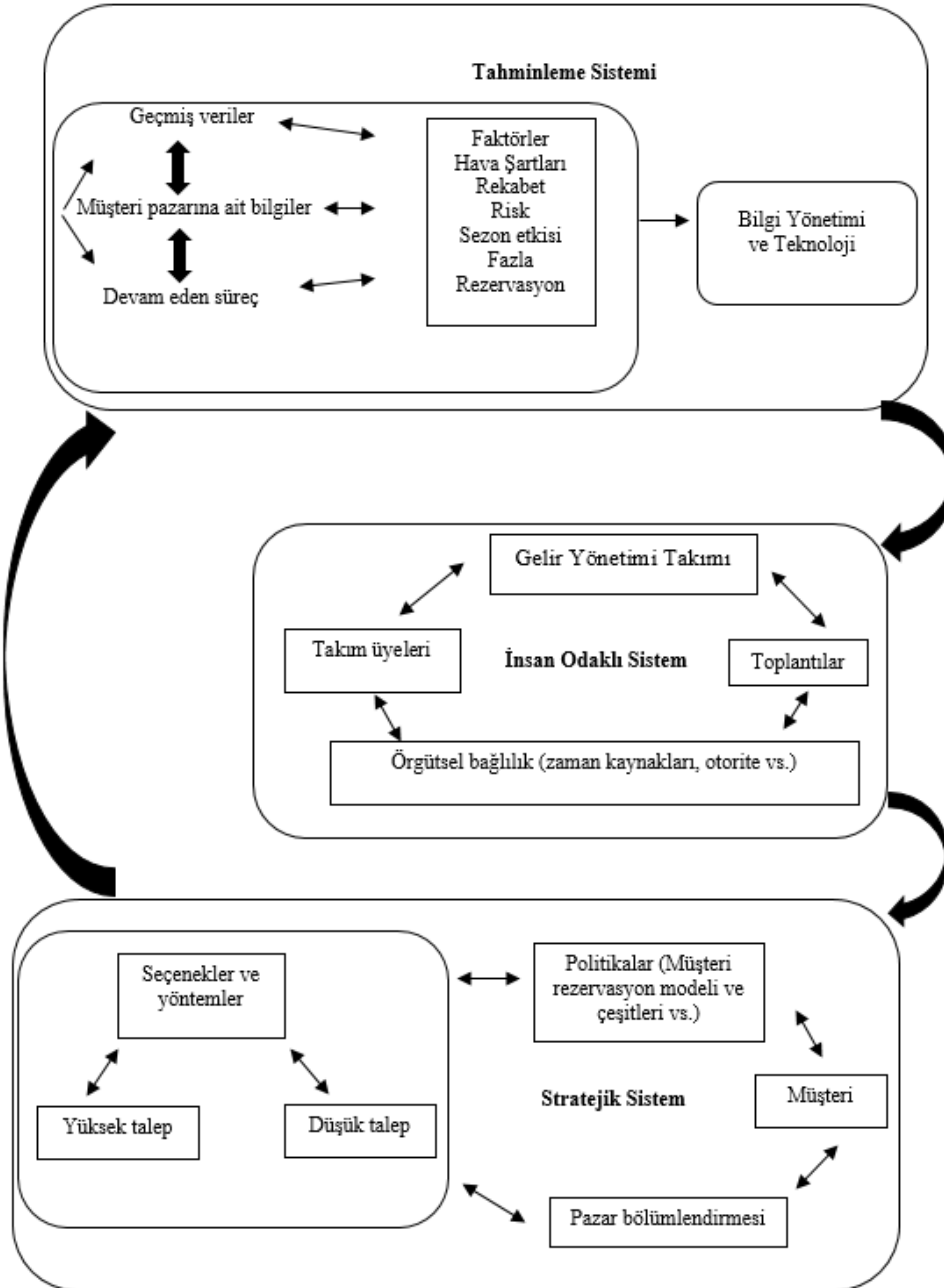 Tahminleme Sistemi
Geçmiş veriler
Müşteri pazarına ait bilgiler
Devam eden süreç
Faktörler
Hava Şartları
Rekabet
Risk
Sezon etkisi
Fazla
Rezervasyon
Bilgi Yönetimi
ve Teknoloji
Gelir Yönetimi Takımı
Takım üyeleri
İnsan Odaklı Sistem
Toplantılar
Örgütsel bağlılık (zaman kaynakları, otorite vs.)
Seçenekler ve
yöntemler
Yüksek talep
Düşük talep
Politikalar (Müşteri
rezervasyon modeli ve
çeşitleri vs.)
Stratejik Sistem
Müşteri
Pazar bölümlendirmesi